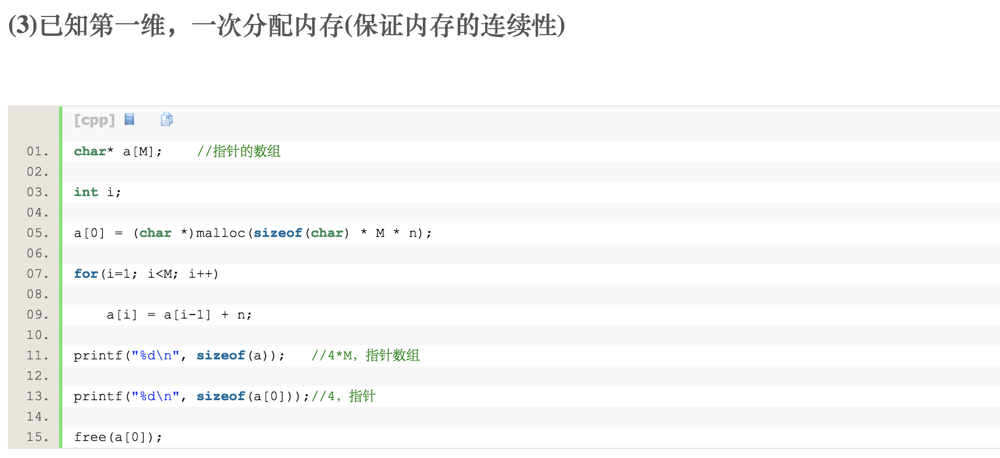 (3)已知第一维，一次分配内存(保证内存的连续性)
[cpp]
01. char* a[M];    //指针的数组
02.
03. int i;
04.
05. a[0] = (char *)malloc(sizeof(char) * M * n);
06.
07. for(i=1; i<M; i++)
08.
09.     a[i] = a[i-1] + n;
10.
11. printf("%d\n", sizeof(a));   //4*M，指针数组
12.
13. printf("%d\n", sizeof(a[0]));//4，指针
14.
15. free(a[0]);